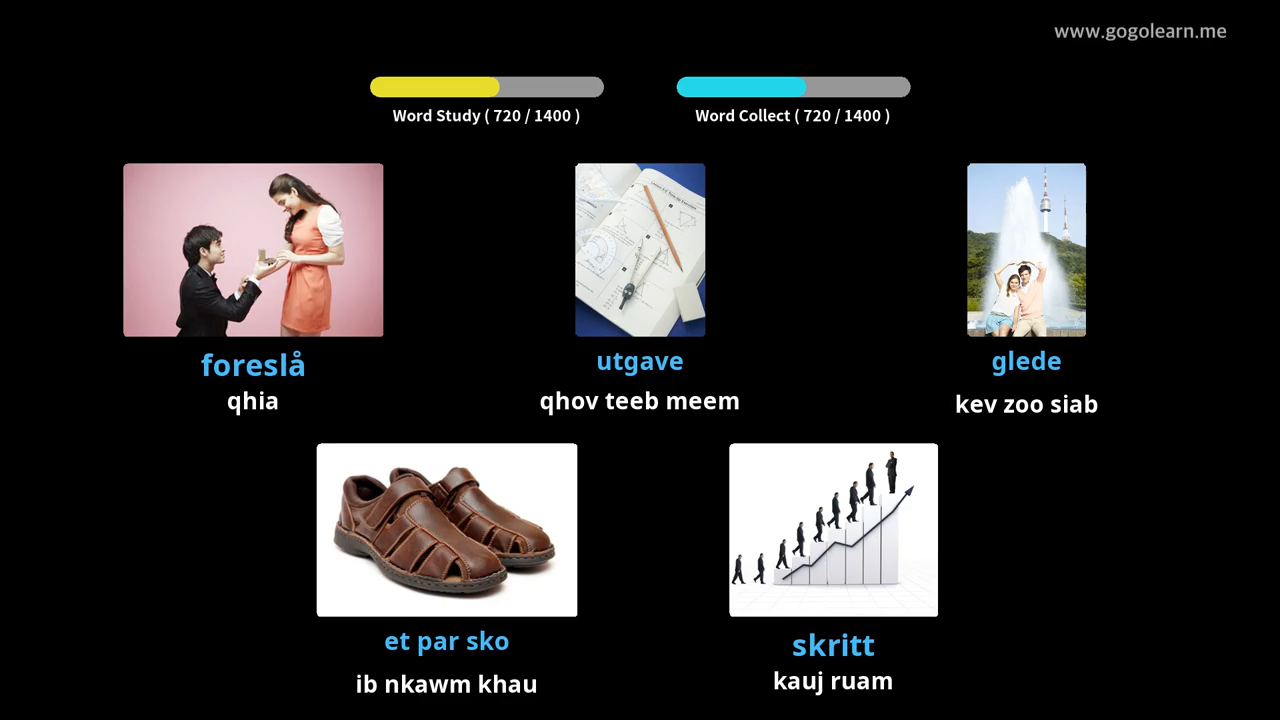 www.gogolearn.me
Word Study ( 720 / 1400 )
Word Collect ( 720 / 1400 )
foreslå
qhia
utgave
qhov teeb meem
glede
kev zoo siab
et par sko
ib nkawm khau
skritt
kauj ruam